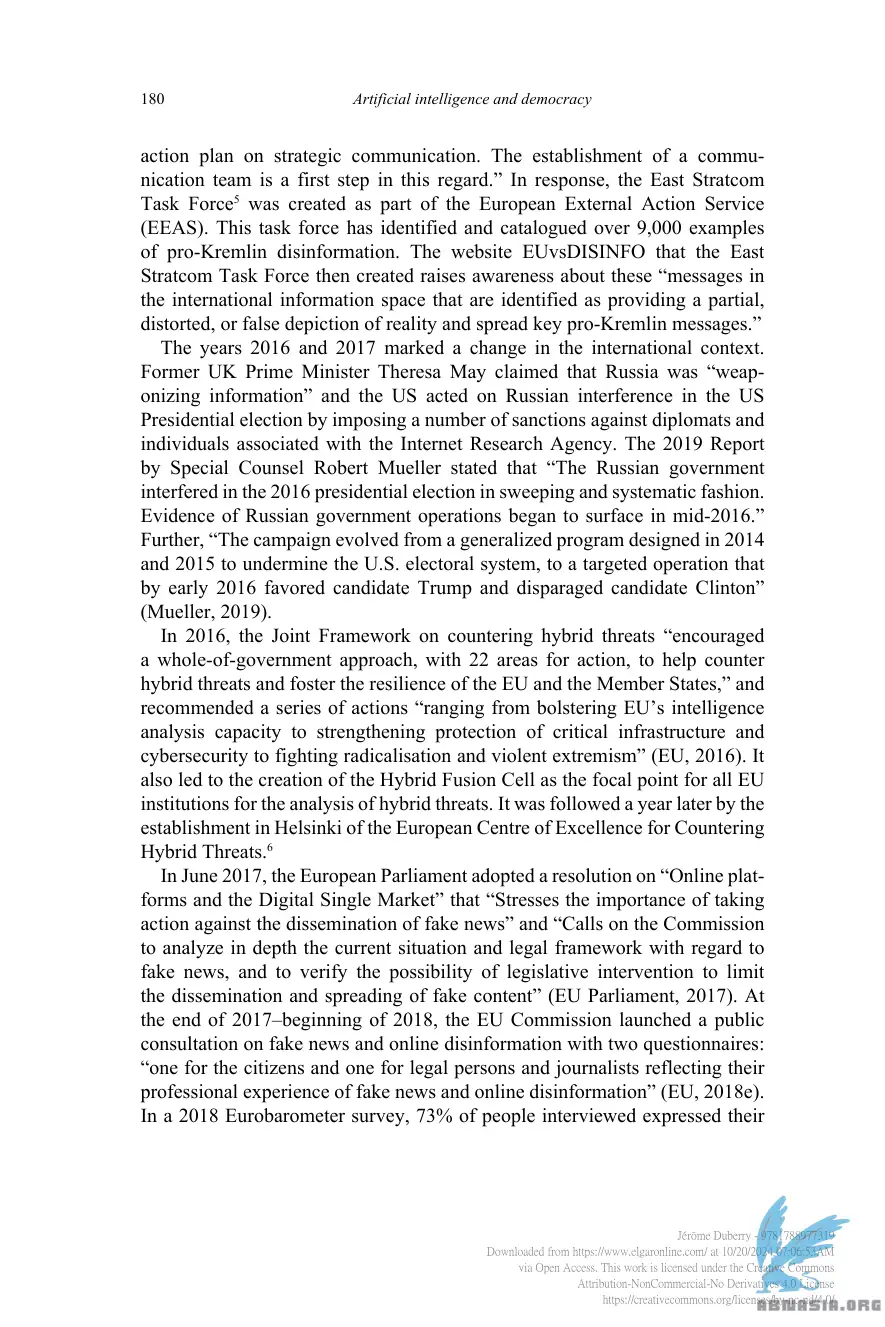 180 Artificial intelligence and democracy
action plan on strategic communication. The establishment of a commu-
nication team is a first step in this regard.” In response, the East Stratcom
Task Force5 was created as part of the European External Action Service
(EEAS). This task force has identified and catalogued over 9,000 examples
of pro-Kremlin disinformation. The website EUvsDISINFO that the East
Stratcom Task Force then created raises awareness about these “messages in
the international information space that are identified as providing a partial,
distorted, or false depiction of reality and spread key pro-Kremlin messages.”
The years 2016 and 2017 marked a change in the international context.
Former UK Prime Minister Theresa May claimed that Russia was “weap-
onizing information” and the US acted on Russian interference in the US
Presidential election by imposing a number of sanctions against diplomats and
individuals associated with the Internet Research Agency. The 2019 Report
by Special Counsel Robert Mueller stated that “The Russian government
interfered in the 2016 presidential election in sweeping and systematic fashion.
Evidence of Russian government operations began to surface in mid-2016.”
Further, “The campaign evolved from a generalized program designed in 2014
and 2015 to undermine the U.S. electoral system, to a targeted operation that
by early 2016 favored candidate Trump and disparaged candidate Clinton”
(Mueller, 2019).
In 2016, the Joint Framework on countering hybrid threats “encouraged
a whole-of-government approach, with 22 areas for action, to help counter
hybrid threats and foster the resilience of the EU and the Member States,” and
recommended a series of actions “ranging from bolstering EU’s intelligence
analysis capacity to strengthening protection of critical infrastructure and
cybersecurity to fighting radicalisation and violent extremism” (EU, 2016). It
also led to the creation of the Hybrid Fusion Cell as the focal point for all EU
institutions for the analysis of hybrid threats. It was followed a year later by the
establishment in Helsinki of the European Centre of Excellence for Countering
Hybrid Threats.6
In June 2017, the European Parliament adopted a resolution on “Online plat-
forms and the Digital Single Market” that “Stresses the importance of taking
action against the dissemination of fake news” and “Calls on the Commission
to analyze in depth the current situation and legal framework with regard to
fake news, and to verify the possibility of legislative intervention to limit
the dissemination and spreading of fake content” (EU Parliament, 2017). At
the end of 2017–beginning of 2018, the EU Commission launched a public
consultation on fake news and online disinformation with two questionnaires:
“one for the citizens and one for legal persons and journalists reflecting their
professional experience of fake news and online disinformation” (EU, 2018e).
In a 2018 Eurobarometer survey, 73% of people interviewed expressed their
Jérôme Duberry - 9781788977319
Downloaded from https://www.elgaronline.com/ at 10/20/2024 07:06:53AM
via Open Access. This work is licensed under the Creative Commons
Attribution-NonCommercial-No Derivatives 4.0 License
https://creativecommons.org/licenses/by-nc-nd/4.0/
ABNASIA.ORG